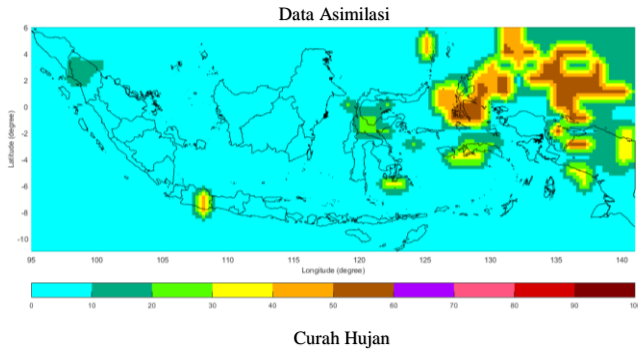 Data Asimilasi
6
4
2
0
-2
-4
-6
-8
-10
Latitude (degree)
95 100 105 110 115 120 125 130 135 140
Longitude (degree)
0 10 20 30 40 50 60 70 80 90 100
Curah Hujan